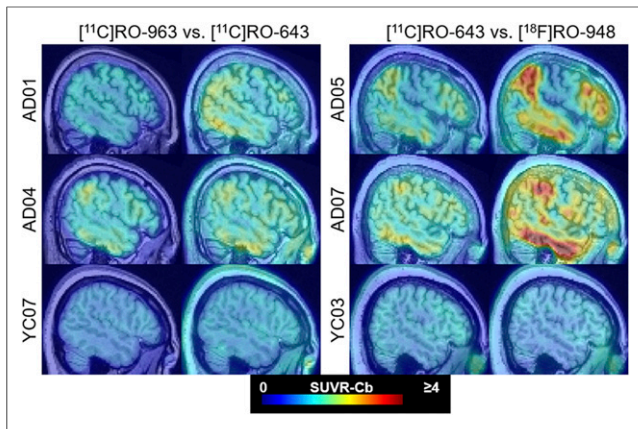 [¹¹C]RO-963 vs. [¹¹C]RO-643
[¹¹C]RO-643 vs. [¹⁸F]RO-948
AD01
AD05
AD04
AD07
YC07
YC03
0 SUVR-Cb ≥4